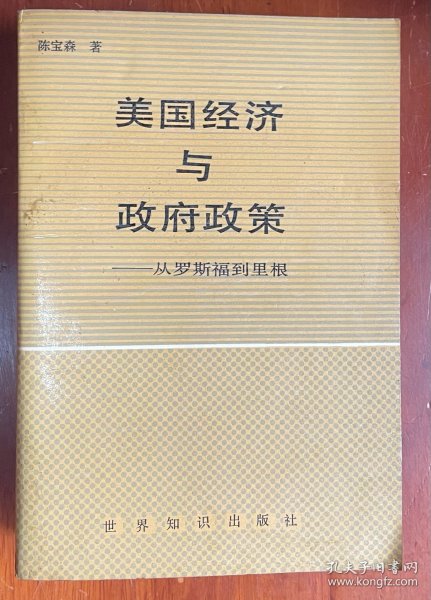 陈宝森 著
美国经济
与
政府政策
——从罗斯福到里根
世界知识出版社
孔夫子旧书网
www.kongfz.com